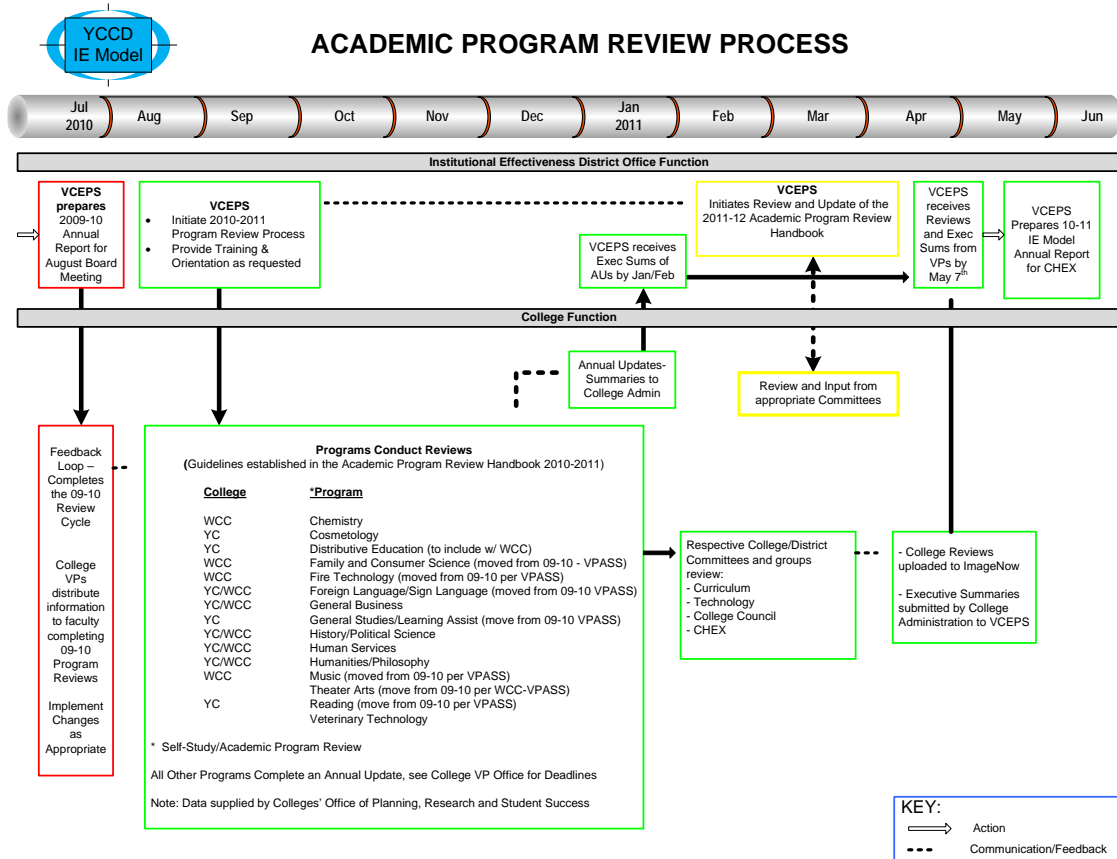 YCCD
IE Model
ACADEMIC PROGRAM REVIEW PROCESS
Jul
2010
Aug
Sep
Oct
Nov
Dec
Jan
2011
Feb
Mar
Apr
May
Jun
Institutional Effectiveness District Office Function
VCEPS
prepares
2009-10
Annual
Report for
August Board
Meeting
VCEPS
• Initiate 2010-2011
Program Review Process
• Provide Training &
Orientation as requested
VCEPS receives
Exec Sums of
AUs by Jan/Feb
VCEPS
Initiates Review and Update of the
2011-12 Academic Program Review
Handbook
VCEPS
receives
Reviews
and Exec
Sums from
VPs by
May 7th
VCEPS
Prepares 10-11
IE Model
Annual Report
for CHEX
College Function
Annual Updates-
Summaries to
College Admin
Review and Input from
appropriate Committees
Feedback
Loop –
Completes
the 09-10
Review
Cycle
College
VPs
distribute
information
to faculty
completing
09-10
Program
Reviews
Implement
Changes
as
Appropriate
Programs Conduct Reviews
(Guidelines established in the Academic Program Review Handbook 2010-2011)
College *Program
WCC Chemistry
YC Cosmetology
YC Distributive Education (to include w/ WCC)
WCC Family and Consumer Science (moved from 09-10 - VPASS)
WCC Fire Technology (moved from 09-10 per VPASS)
YC/WCC Foreign Language/Sign Language (moved from 09-10 VPASS)
YC/WCC General Business
YC General Studies/Learning Assist (move from 09-10 VPASS)
YC/WCC History/Political Science
YC/WCC Human Services
YC/WCC Humanities/Philosophy
WCC Music (moved from 09-10 per VPASS)
Theater Arts (move from 09-10 per WCC-VPASS)
YC Reading (move from 09-10 per VPASS)
Veterinary Technology
* Self-Study/Academic Program Review
All Other Programs Complete an Annual Update, see College VP Office for Deadlines
Note: Data supplied by Colleges' Office of Planning, Research and Student Success
Respective College/District
Committees and groups
review:
- Curriculum
- Technology
- College Council
- CHEX
- College Reviews
uploaded to ImageNow
- Executive Summaries
submitted by College
Administration to VCEPS
KEY:
Action
Communication/Feedback